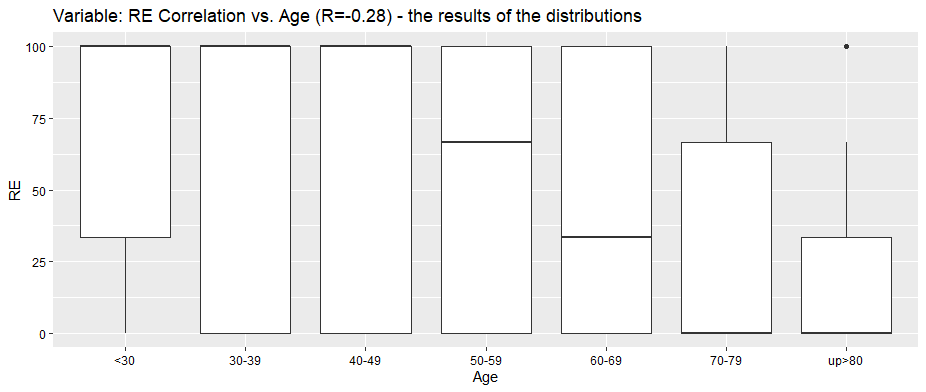 Variable: RE Correlation vs. Age (R=-0.28) - the results of the distributions
100
75
50
25
0
RE
<30 30-39 40-49 50-59 60-69 70-79 up>80
Age